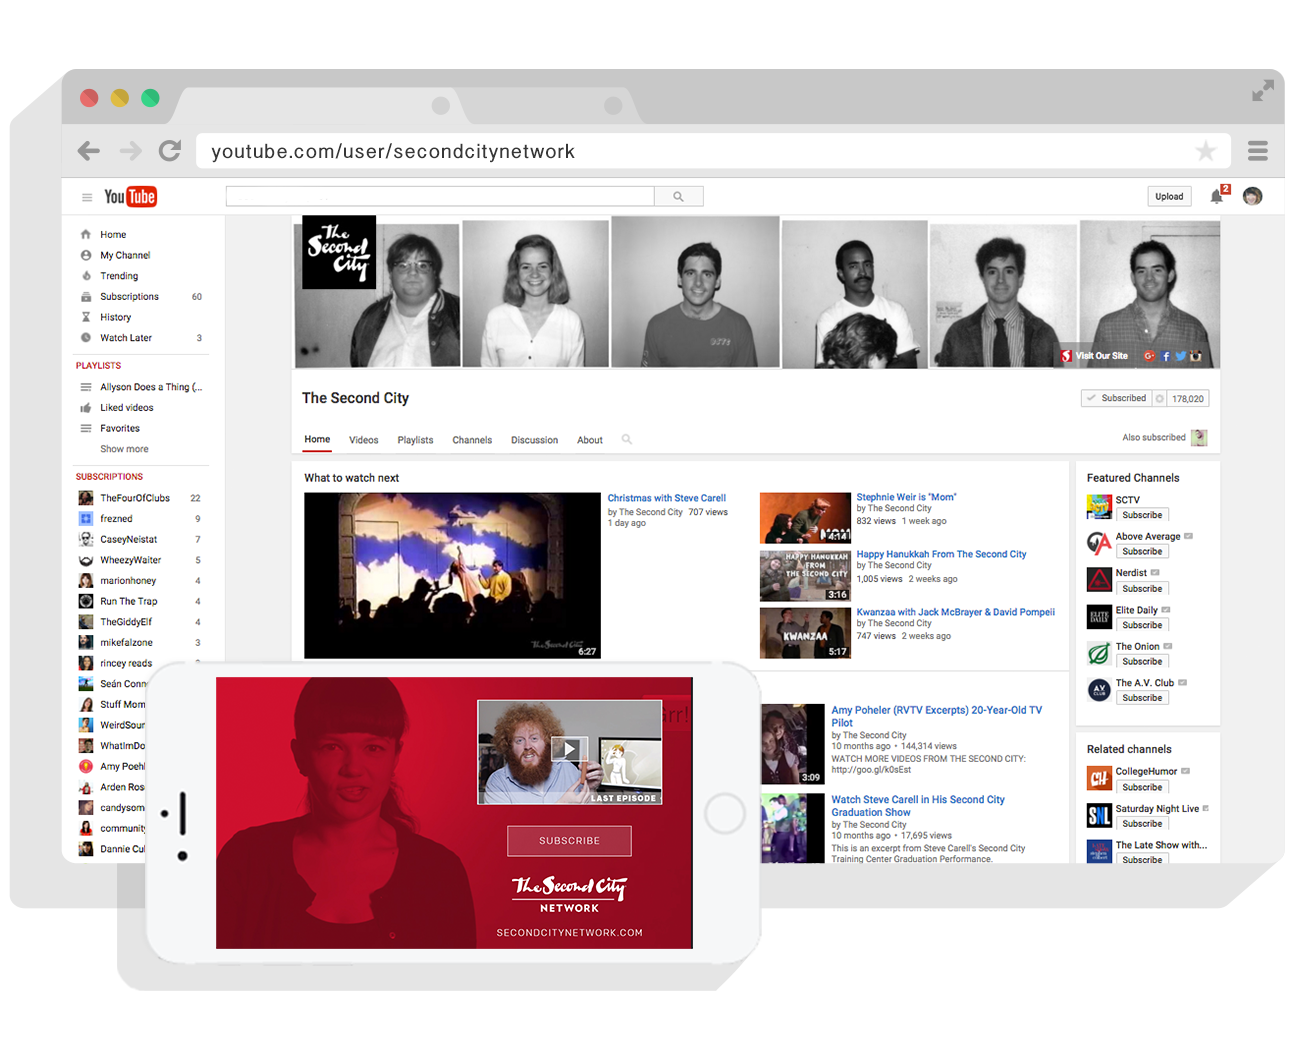 youtube.com/user/secondcitynetwork
YouTube
Upload
2
Home
My Channel
Trending
Subscriptions 60
History
Watch Later 3
PLAYLISTS
Allyson Does a Thing (...
Liked videos
Favorites
Show more
SUBSCRIPTIONS
TheFourOfClubs 22
frezned 9
CaseyNeistat 7
WheezyWaiter 5
marionhoney 4
Run The Trap 4
TheGiddyElf 4
mikefalzone 3
rincey reads
Seán Conn
Stuff Mom
WeirdSour
WhatImDo
Amy Poehl
Arden Ros
candysom
community
Dannie Cul
The
Second
City
Visit Our Site
The Second City
Subscribed 178,020
Home Videos Playlists Channels Discussion About
Also subscribed
What to watch next
The Second City
6:27
Christmas with Steve Carell
by The Second City 707 views
1 day ago
MOM
4:14
Stephnie Weir is "Mom"
by The Second City
832 views 1 week ago
HAPPY HANUKKAH
FROM
THE SECOND CITY
3:16
Happy Hanukkah From The Second City
by The Second City
1,005 views 2 weeks ago
KWANZAA
5:17
Kwanzaa with Jack McBrayer & David Pompeii
by The Second City
747 views 2 weeks ago
3:09
Amy Poheler (RVTV Excerpts) 20-Year-Old TV
Pilot
by The Second City
10 months ago • 144,314 views
WATCH MORE VIDEOS FROM THE SECOND CITY:
http://goo.gl/k0sEst
Watch Steve Carell in His Second City
Graduation Show
by The Second City
10 months ago • 17,695 views
This is an excerpt from Steve Carell's Second City
Training Center Graduation Performance.
Featured Channels
SCTV
Subscribe
Above Average
Subscribe
Nerdist
Subscribe
ELITE
DAILY
Elite Daily
Subscribe
The Onion
Subscribe
A.V.
CLUB
The A.V. Club
Subscribe
Related channels
CH
CollegeHumor
Subscribe
SNL
Saturday Night Live
Subscribe
The Late Show with...
Subscribe
rr!
LAST EPISODE
SUBSCRIBE
The Second City
NETWORK
SECONDCITYNETWORK.COM